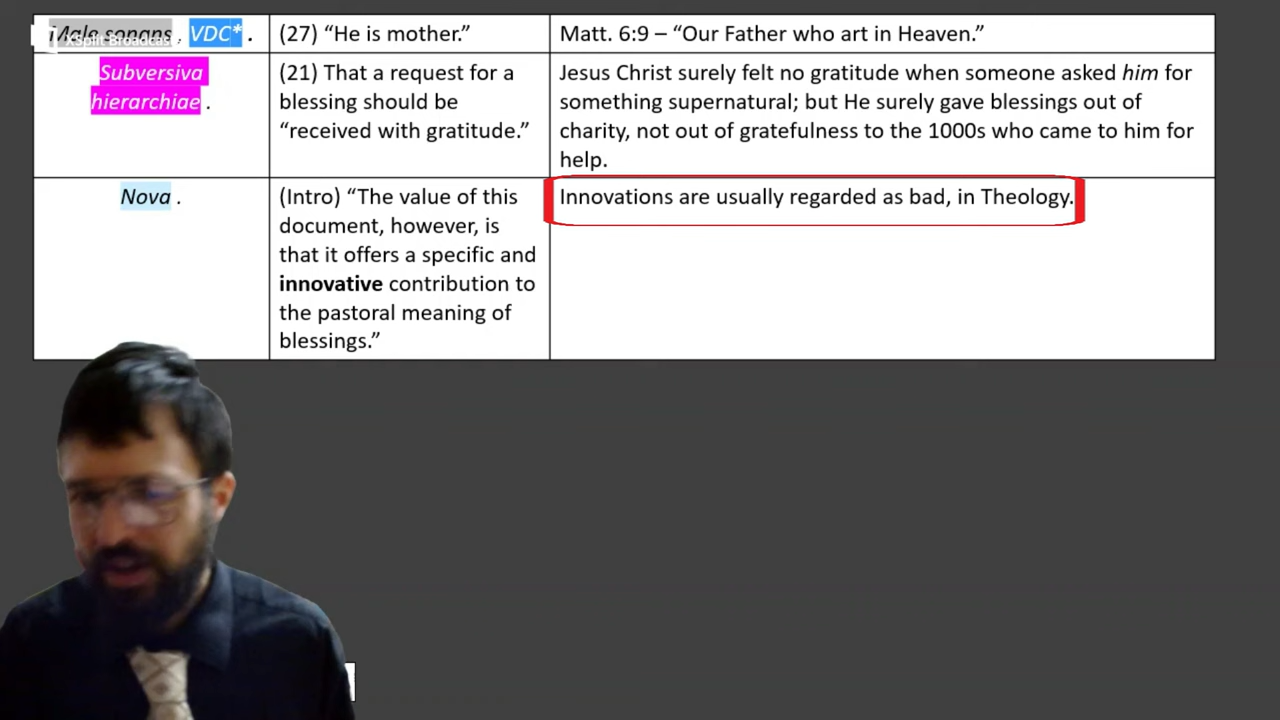 Male sonans , VDC* .
XSplit Broadcas
(27) “He is mother.”
Matt. 6:9 – “Our Father who art in Heaven.”
Subversiva
hierarchiae .
(21) That a request for a
blessing should be
“received with gratitude.”
Jesus Christ surely felt no gratitude when someone asked him for
something supernatural; but He surely gave blessings out of
charity, not out of gratefulness to the 1000s who came to him for
help.
Nova .
(Intro) “The value of this
document, however, is
that it offers a specific and
innovative contribution to
the pastoral meaning of
blessings.”
Innovations are usually regarded as bad, in Theology.